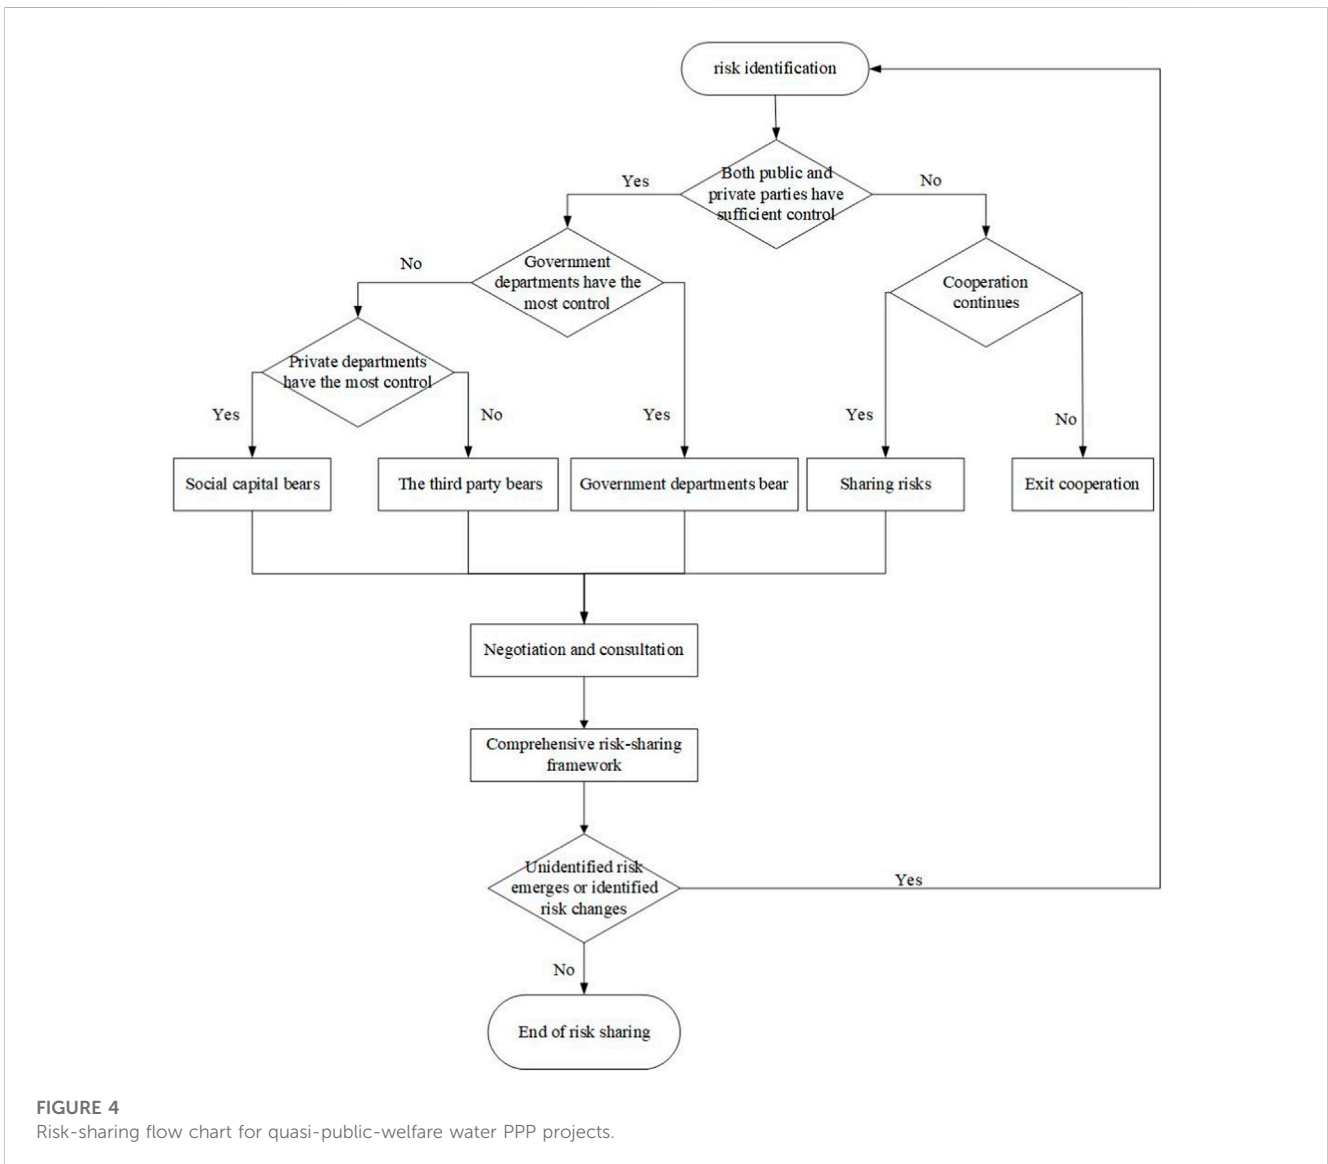 risk identification
Both public and
private parties have
sufficient control
Yes
No
Government
departments have the
most control
Cooperation
continues
No
Private departments
have the most control
Yes
No
Yes
Yes
No
Social capital bears
The third party bears
Government departments bear
Sharing risks
Exit cooperation
Negotiation and consultation
Comprehensive risk-sharing
framework
Unidentified risk
emerges or identified
risk changes
Yes
No
End of risk sharing
FIGURE 4
Risk-sharing flow chart for quasi-public-welfare water PPP projects.